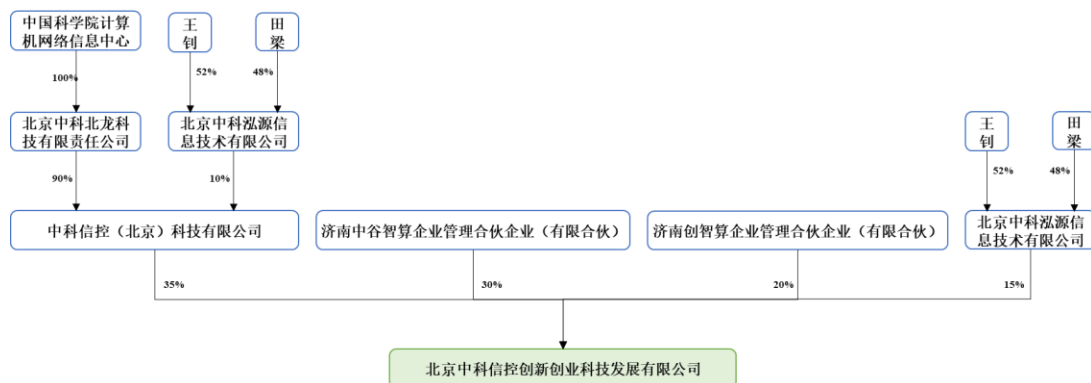 中国科学院计算
机网络信息中心
王
钊
田
梁
100%
52%
48%
北京中科北龙科
技有限责任公司
北京中科泓源信
息技术有限公司
王
钊
田
梁
90%
10%
52%
48%
中科信控（北京）科技有限公司
济南中谷智算企业管理合伙企业（有限合伙）
济南创智算企业管理合伙企业（有限合伙）
北京中科泓源信
息技术有限公司
35%
30%
20%
15%
北京中科信控创新创业科技发展有限公司